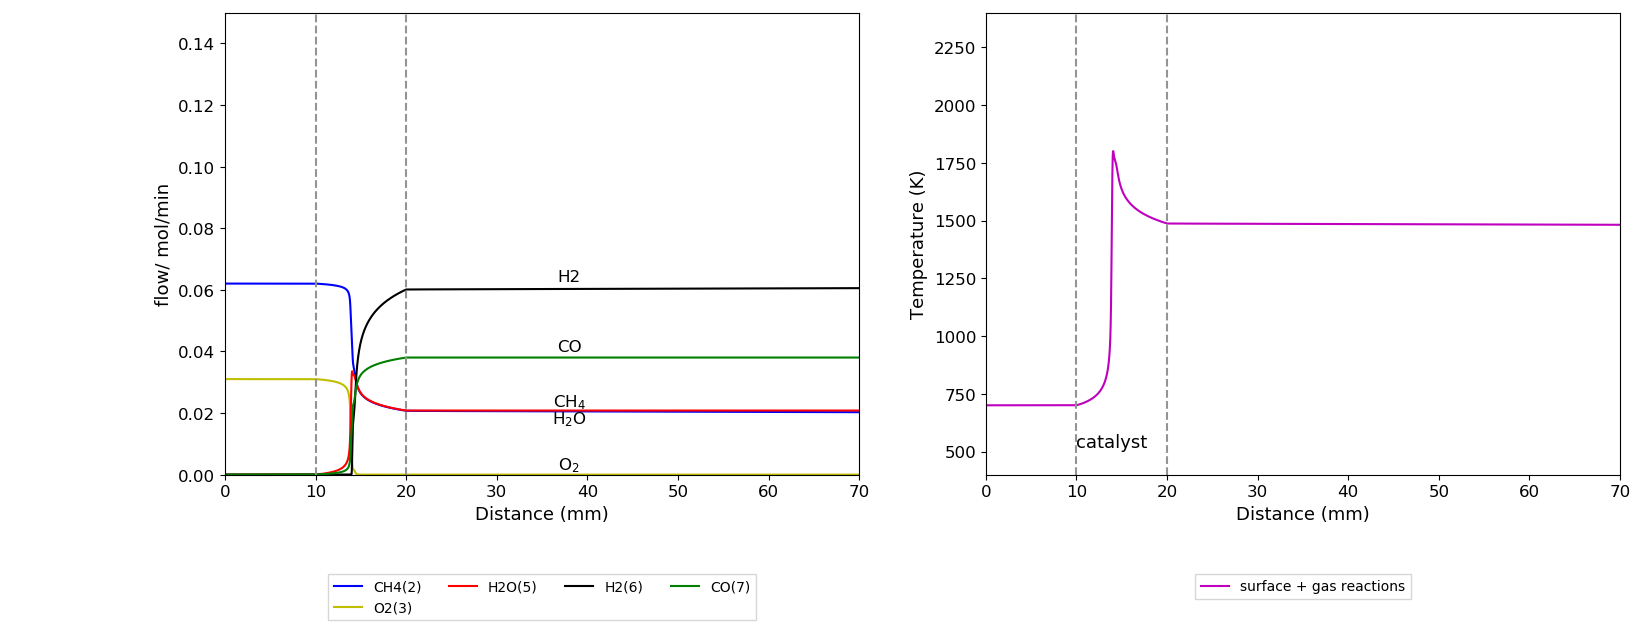 0.14
0.12
0.10
0.08
0.06
0.04
0.02
0.00
flow/ mol/min
H2
CO
CH₄
H₂O
O₂
0 10 20 30 40 50 60 70
Distance (mm)
CH4(2) H2O(5) H2(6) CO(7)
O2(3)
2250
2000
1750
1500
1250
1000
750
500
Temperature (K)
catalyst
0 10 20 30 40 50 60 70
Distance (mm)
surface + gas reactions